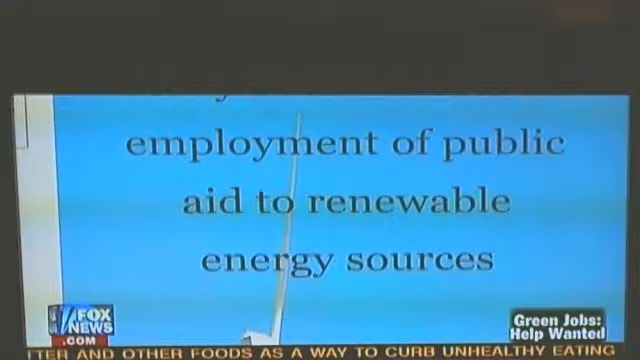 employment of public
aid to renewable
energy sources
FOX
NEWS
.COM
Green Jobs:
Help Wanted
TTER AND OTHER FOODS AS A WAY TO CURB UNHEALTHY EATING